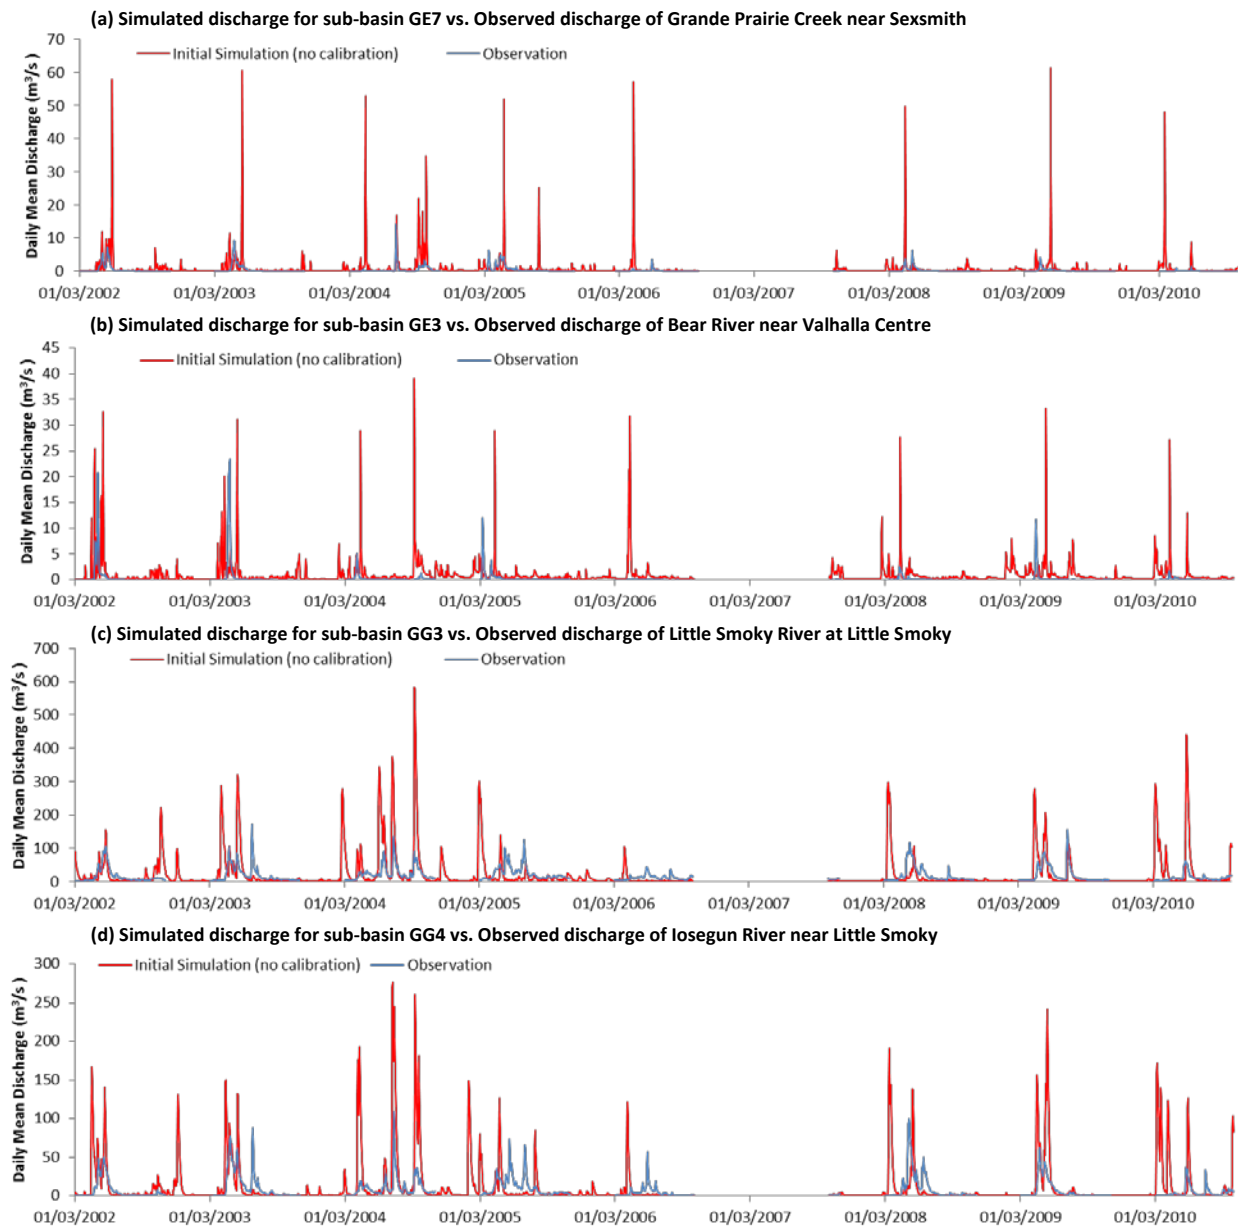 (a) Simulated discharge for sub-basin GE7 vs. Observed discharge of Grande Prairie Creek near Sexsmith
Daily Mean Discharge (m³/s)
Initial Simulation (no calibration)
Observation
70
60
50
40
30
20
10
0
01/03/2002 01/03/2003 01/03/2004 01/03/2005 01/03/2006 01/03/2007 01/03/2008 01/03/2009 01/03/2010
(b) Simulated discharge for sub-basin GE3 vs. Observed discharge of Bear River near Valhalla Centre
Daily Mean Discharge (m³/s )
Initial Simulation (no calibration)
Observation
45
40
35
30
25
20
15
10
5
0
01/03/2002 01/03/2003 01/03/2004 01/03/2005 01/03/2006 01/03/2007 01/03/2008 01/03/2009 01/03/2010
(c) Simulated discharge for sub-basin GG3 vs. Observed discharge of Little Smoky River at Little Smoky
Daily Mean Discharge (m³/s )
Initial Simulation (no calibration)
Observation
700
600
500
400
300
200
100
0
01/03/2002 01/03/2003 01/03/2004 01/03/2005 01/03/2006 01/03/2007 01/03/2008 01/03/2009 01/03/2010
(d) Simulated discharge for sub-basin GG4 vs. Observed discharge of Iosegun River near Little Smoky
Daily Mean Discharge (m³/s )
Initial Simulation (no calibration)
Observation
300
250
200
150
100
50
0
01/03/2002 01/03/2003 01/03/2004 01/03/2005 01/03/2006 01/03/2007 01/03/2008 01/03/2009 01/03/2010